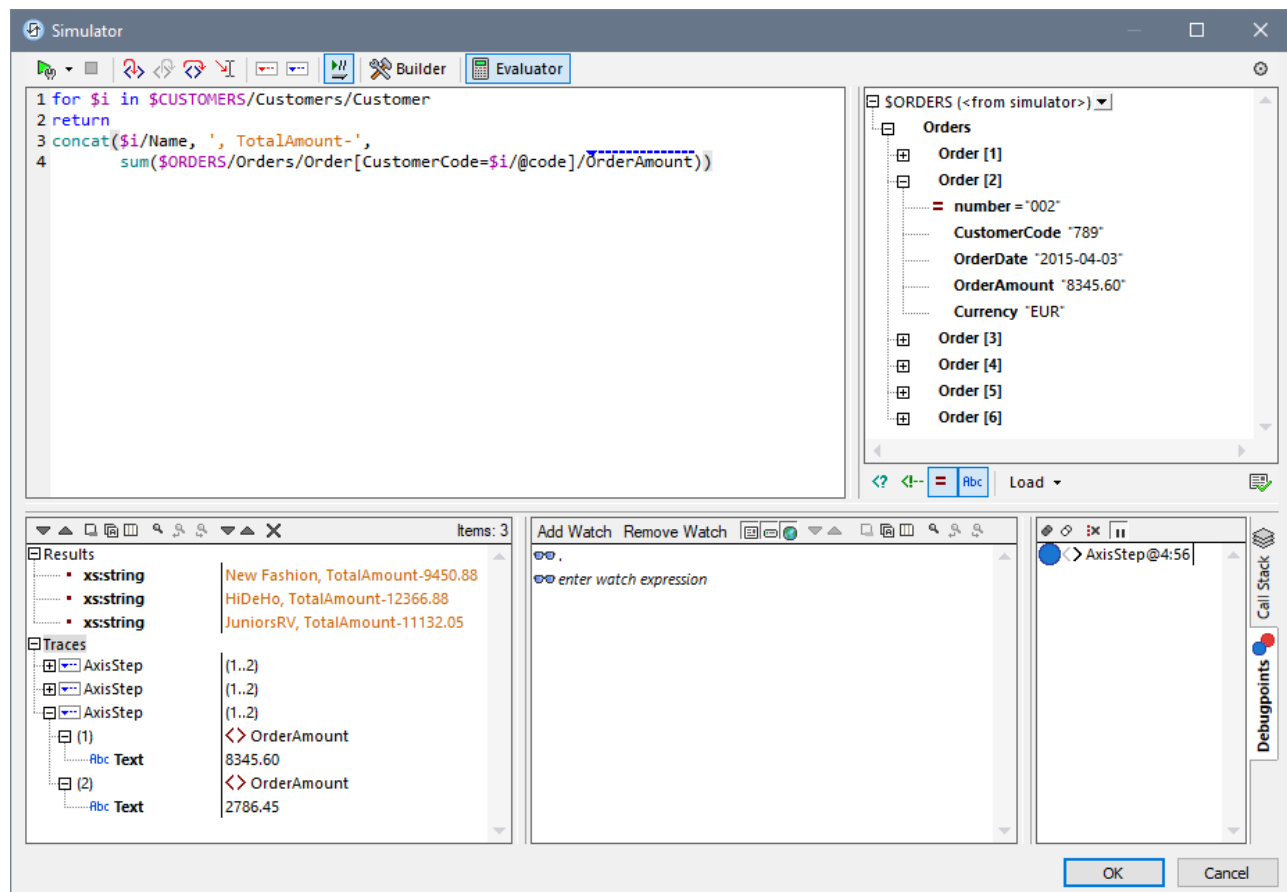 Simulator
Builder
Evaluator
1 for $i in $CUSTOMERS/Customers/Customer
2 return
3 concat($i/Name, ', TotalAmount-',
4 sum($ORDERS/Orders/Order[CustomerCode=$i/@code]/OrderAmount))
$ORDERS (<from simulator>)
Orders
Order [1]
Order [2]
= number ="002"
CustomerCode "789"
OrderDate "2015-04-03"
OrderAmount "8345.60"
Currency "EUR"
Order [3]
Order [4]
Order [5]
Order [6]
<? <!-- = Abc Load
Items: 3
Results
xs:string New Fashion, TotalAmount-9450.88
xs:string HiDeHo, TotalAmount-12366.88
xs:string JuniorsRV, TotalAmount-11132.05
Traces
AxisStep (1..2)
AxisStep (1..2)
AxisStep (1..2)
(1) <> OrderAmount
Abc Text 8345.60
(2) <> OrderAmount
Abc Text 2786.45
Add Watch Remove Watch
.
enter watch expression
<> AxisStep@4:56
Call Stack
Debugpoints
OK
Cancel